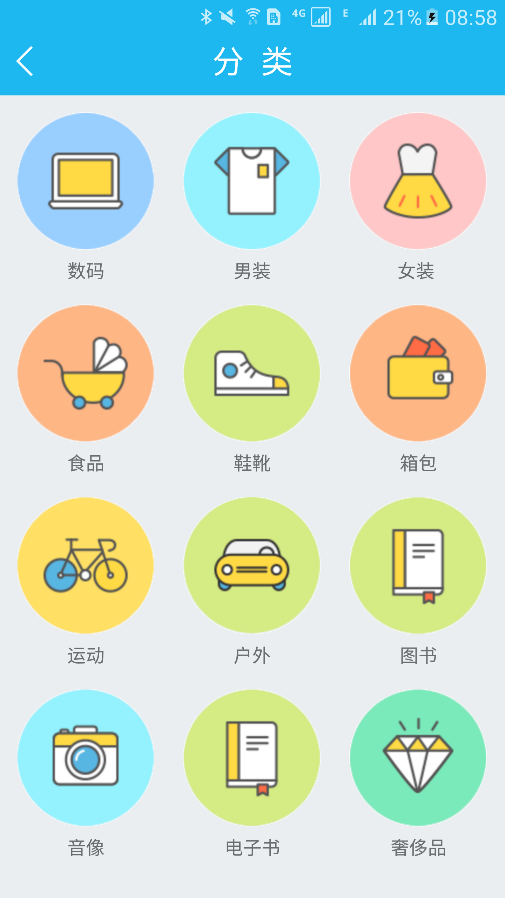 4G E 21% 08:58
分 类
数码 男装 女装
食品 鞋靴 箱包
运动 户外 图书
音像 电子书 奢侈品